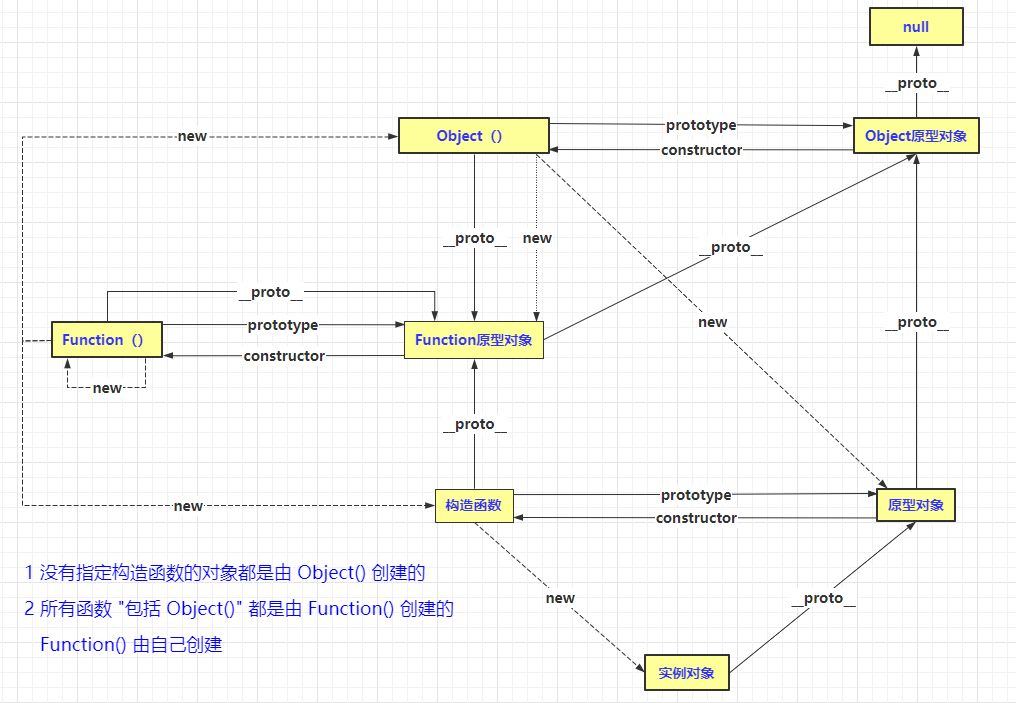 null
__proto__
new
Object（）
prototype
constructor
Object原型对象
__proto__
new
__proto__
__proto__
new
__proto__
Function（）
prototype
constructor
Function原型对象
new
__proto__
new
构造函数
prototype
constructor
原型对象
1 没有指定构造函数的对象都是由 Object() 创建的
2 所有函数 "包括 Object()" 都是由 Function() 创建的
Function() 由自己创建
new
__proto__
实例对象